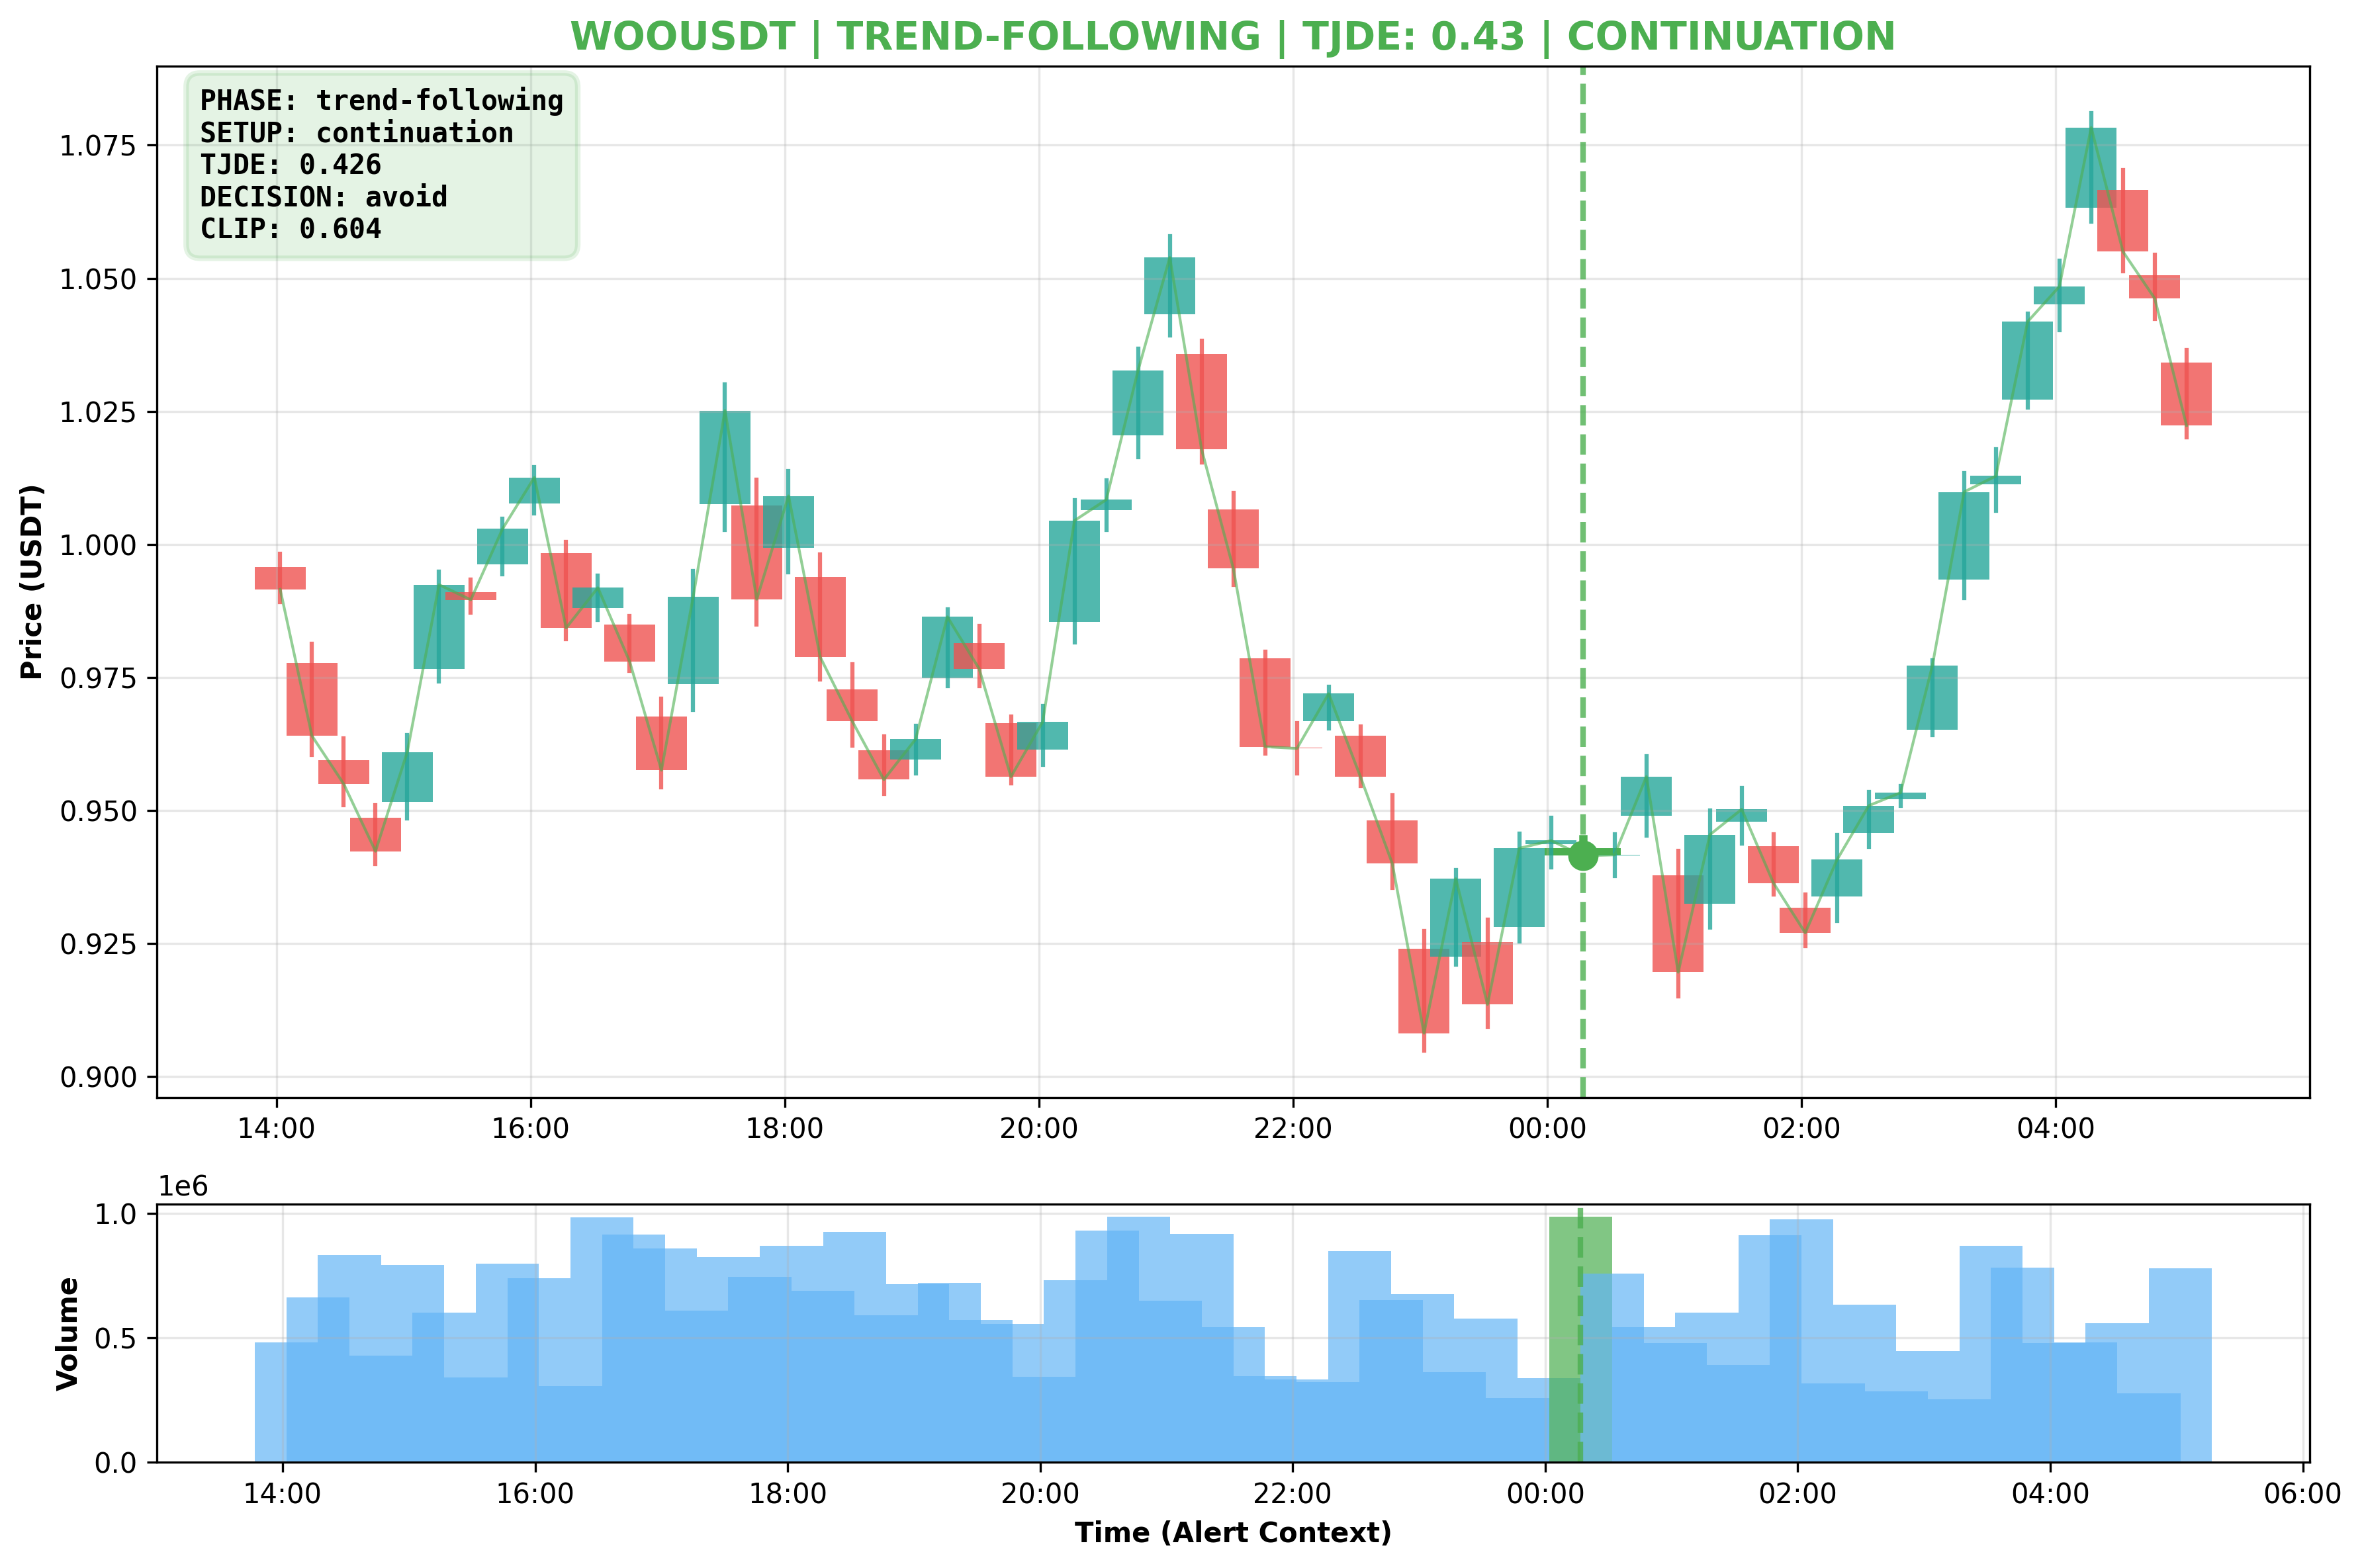 WOOUSDT | TREND-FOLLOWING | TJDE: 0.43 | CONTINUATION
PHASE: trend-following
SETUP: continuation
TJDE: 0.426
DECISION: avoid
CLIP: 0.604
Price (USDT)
1.075
1.050
1.025
1.000
0.975
0.950
0.925
0.900
14:00 16:00 18:00 20:00 22:00 00:00 02:00 04:00
1e6
Volume
1.0
0.5
0.0
14:00 16:00 18:00 20:00 22:00 00:00 02:00 04:00 06:00
Time (Alert Context)